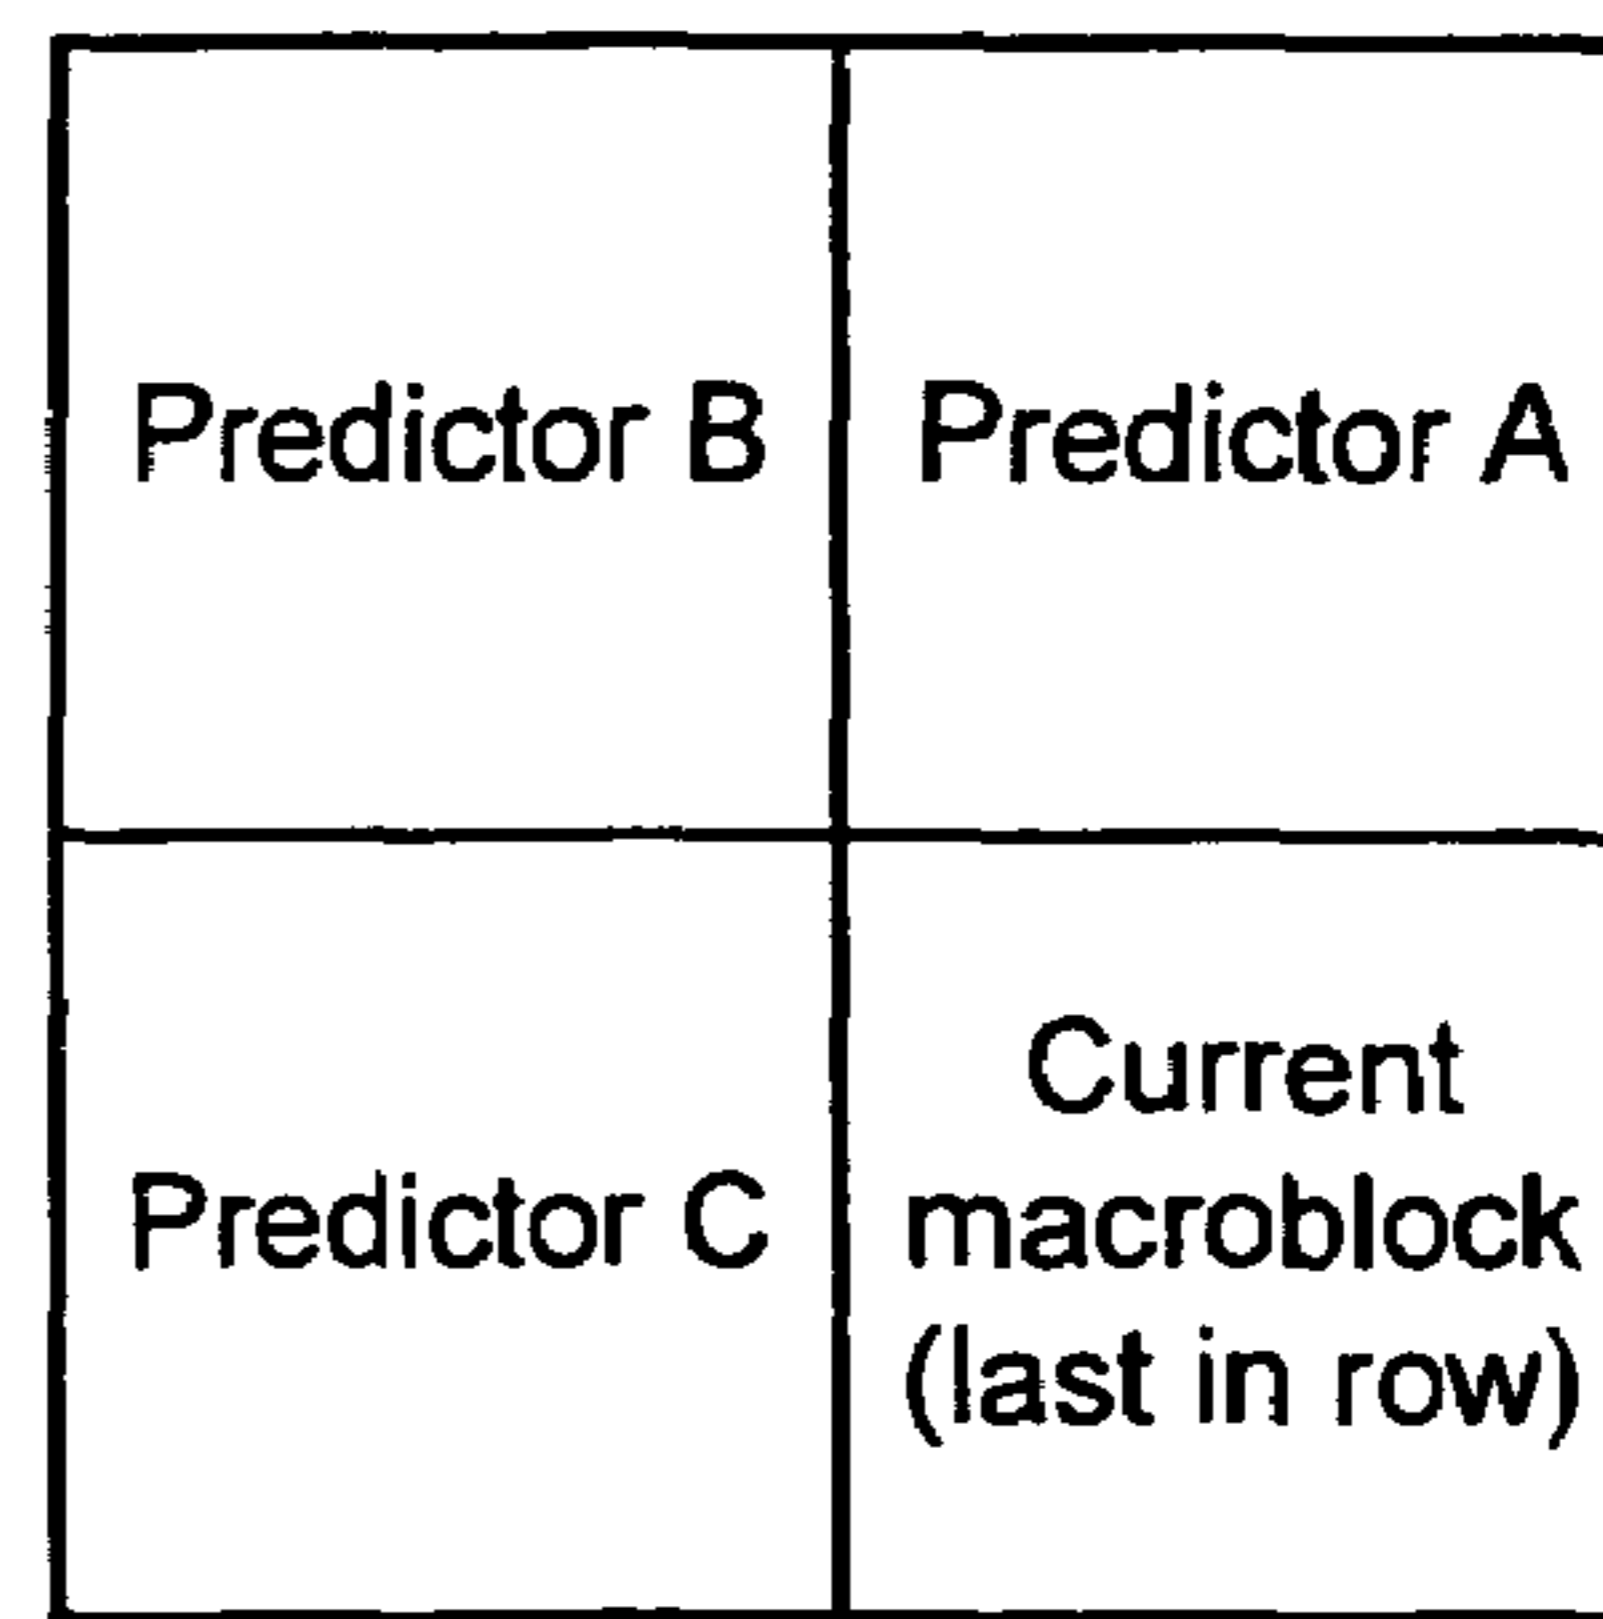 Predictor B
Predictor A
Predictor C
Current
macroblock
(last in row)